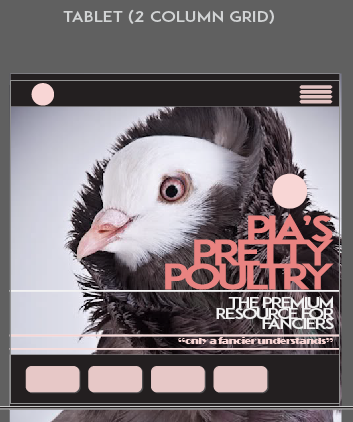 TABLET (2 COLUMN GRID)
PIA'S
PRETTY
POULTRY
THE PREMIUM
RESOURCE FOR
FANCIERS
“only a fancier understands”